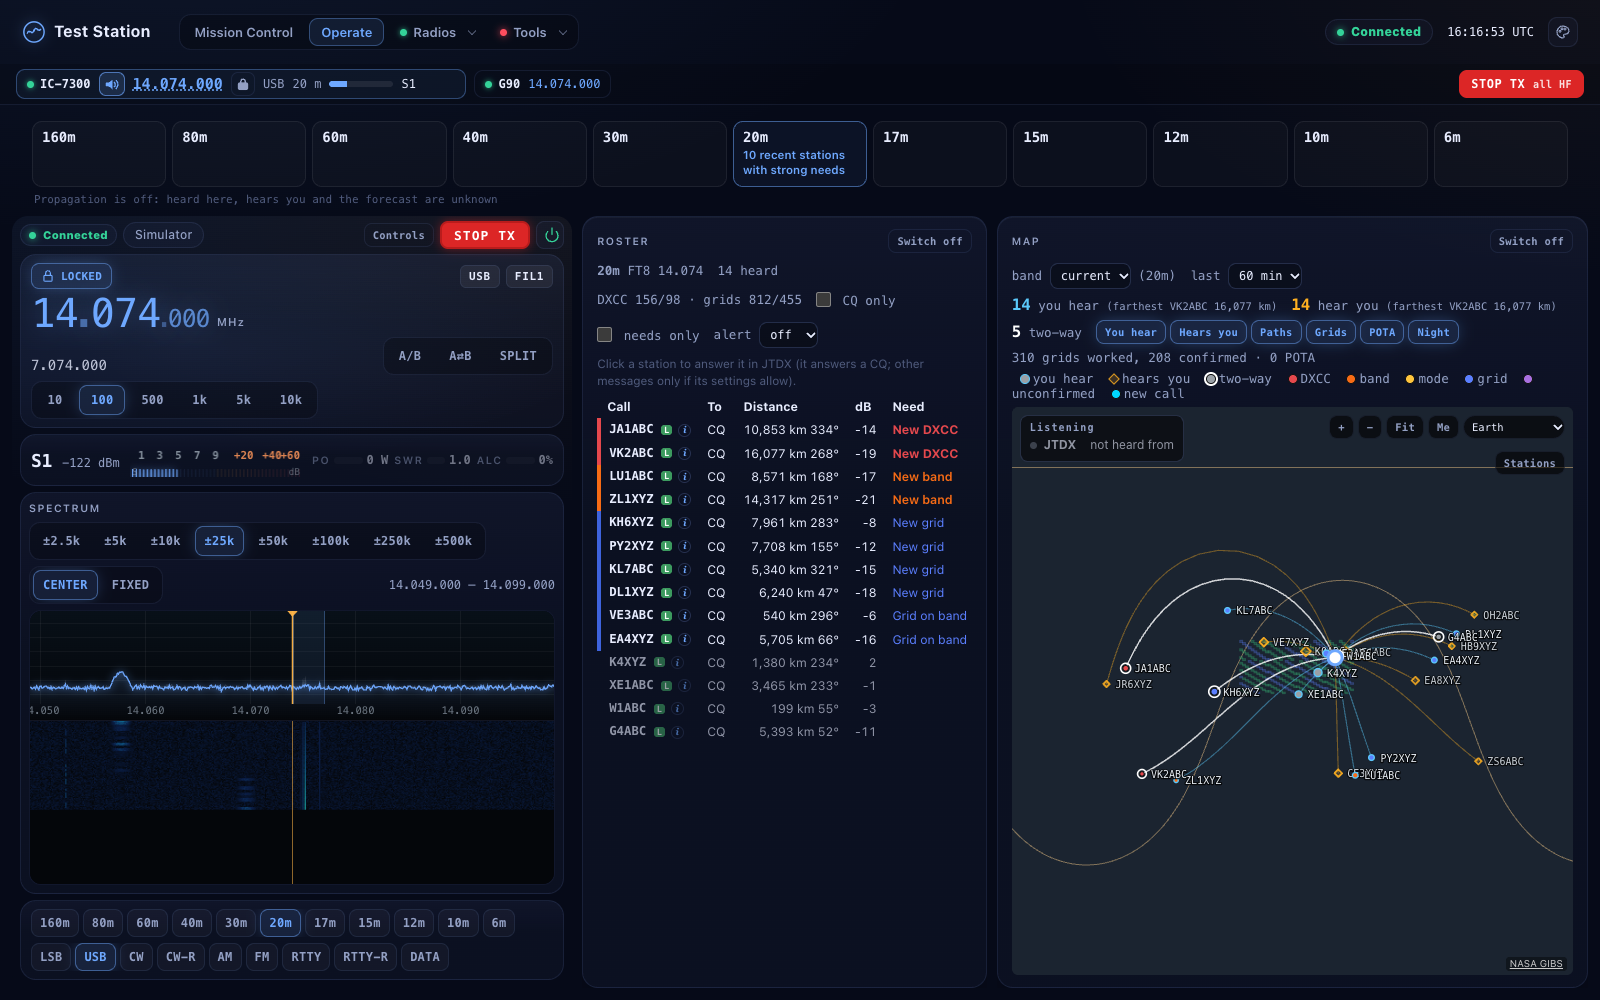 Test Station
Mission Control
Operate
Radios
Tools
Connected
16:16:53 UTC
IC-7300
14.074.000
USB 20 m
S1
G90 14.074.000
STOP TX all HF
160m
80m
60m
40m
30m
20m
10 recent stations
with strong needs
17m
15m
12m
10m
6m
Propagation is off: heard here, hears you and the forecast are unknown
Connected
Simulator
Controls
STOP TX
LOCKED
USB
FIL1
14.074.000 MHz
7.074.000
A/B
A⇄B
SPLIT
10
100
500
1k
5k
10k
S1 −122 dBm
1 3 5 7 9 +20 +40 +60
dB
PO 0 W SWR 1.0 ALC 0%
SPECTRUM
±2.5k
±5k
±10k
±25k
±50k
±100k
±250k
±500k
CENTER
FIXED
14.049.000 — 14.099.000
14.060
14.070
14.080
14.090
160m
80m
60m
40m
30m
20m
17m
15m
12m
10m
6m
LSB
USB
CW
CW-R
AM
FM
RTTY
RTTY-R
DATA
ROSTER
Switch off
20m FT8 14.074 14 heard
DXCC 156/98 · grids 812/455
CQ only
needs only
alert off
Click a station to answer it in JTDX (it answers a CQ; other
messages only if its settings allow).
Call To Distance dB Need
JA1ABC L i CQ 10,853 km 334° -14 New DXCC
VK2ABC L i CQ 16,077 km 268° -19 New DXCC
LU1ABC L i CQ 8,571 km 168° -17 New band
ZL1XYZ L i CQ 14,317 km 251° -21 New band
KH6XYZ L i CQ 7,961 km 283° -8 New grid
PY2XYZ L i CQ 7,708 km 155° -12 New grid
KL7ABC L i CQ 5,340 km 321° -15 New grid
DL1XYZ L i CQ 6,240 km 47° -18 New grid
VE3ABC L i CQ 540 km 296° -6 Grid on band
EA4XYZ L i CQ 5,705 km 66° -16 Grid on band
K4XYZ L i CQ 1,380 km 234° 2
XE1ABC L i CQ 3,465 km 233° -1
W1ABC L i CQ 199 km 55° -3
G4ABC L i CQ 5,393 km 52° -11
MAP
Switch off
band current (20m) last 60 min
14 you hear (farthest VK2ABC 16,077 km) 14 hear you (farthest VK2ABC 16,077 km)
5 two-way
You hear
Hears you
Paths
Grids
POTA
Night
310 grids worked, 208 confirmed · 0 POTA
you hear hears you two-way DXCC band mode grid
unconfirmed new call
Listening
JTDX not heard from
+
−
Fit
Me
Earth
Stations
KL7ABC
OH2ABC
G4ABC
HB9XYZ
VE7XYZ
W1ABC
EA4XYZ
JA1ABC
K4XYZ
JR6XYZ
EA8XYZ
KH6XYZ
XE1ABC
PY2XYZ
ZS6ABC
VK2ABC
ZL1XYZ
LU1ABC
NASA GIBS